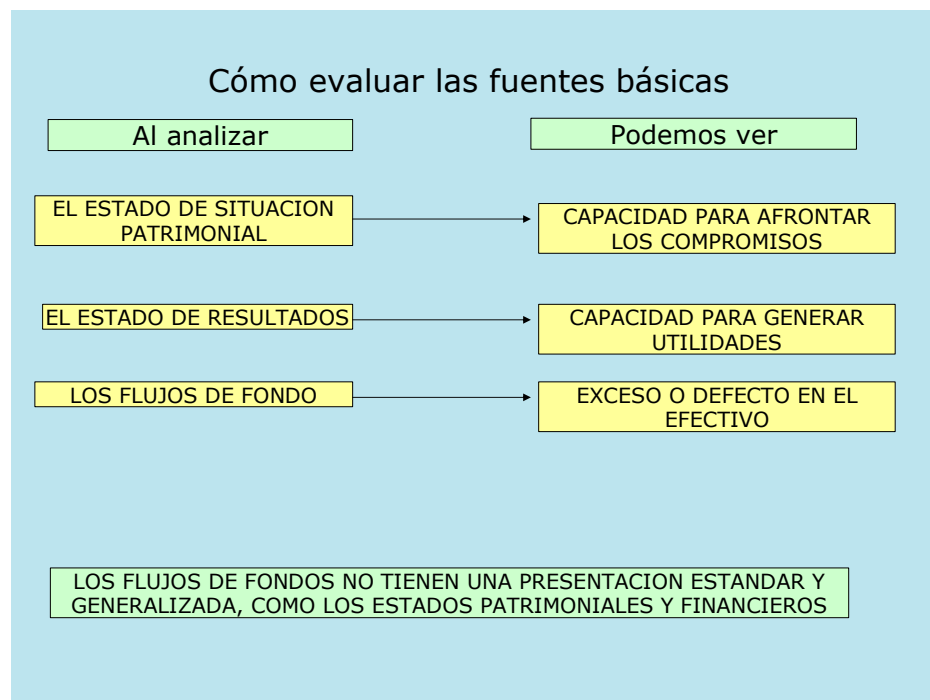 Cómo evaluar las fuentes básicas
Al analizar
Podemos ver
EL ESTADO DE SITUACION
PATRIMONIAL
CAPACIDAD PARA AFRONTAR
LOS COMPROMISOS
EL ESTADO DE RESULTADOS
CAPACIDAD PARA GENERAR
UTILIDADES
LOS FLUJOS DE FONDO
EXCESO O DEFECTO EN EL
EFECTIVO
LOS FLUJOS DE FONDOS NO TIENEN UNA PRESENTACION ESTANDAR Y
GENERALIZADA, COMO LOS ESTADOS PATRIMONIALES Y FINANCIEROS